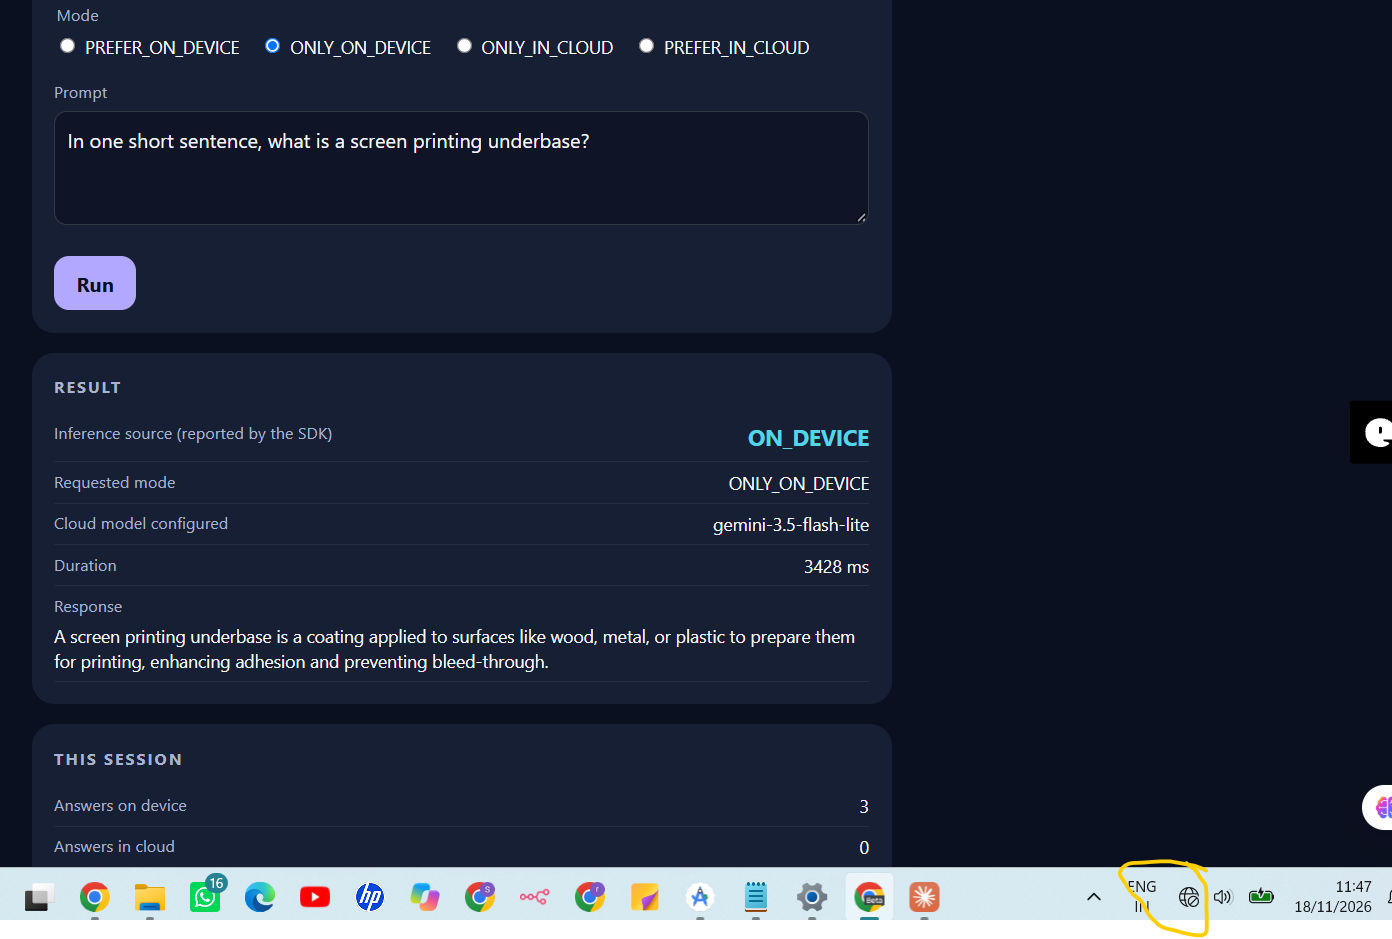 Mode
PREFER_ON_DEVICE ONLY_ON_DEVICE ONLY_IN_CLOUD PREFER_IN_CLOUD
Prompt
In one short sentence, what is a screen printing underbase?
Run
RESULT
Inference source (reported by the SDK) ON_DEVICE
Requested mode ONLY_ON_DEVICE
Cloud model configured gemini-3.5-flash-lite
Duration 3428 ms
Response
A screen printing underbase is a coating applied to surfaces like wood, metal, or plastic to prepare them
for printing, enhancing adhesion and preventing bleed-through.
THIS SESSION
Answers on device 3
Answers in cloud 0
16
hp
S
r
Beta
ENG
IN
11:47
18/11/2026